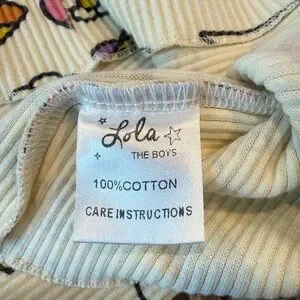 Lola
THE BOYS
100%COTTON
CARE INSTRUCTIONS